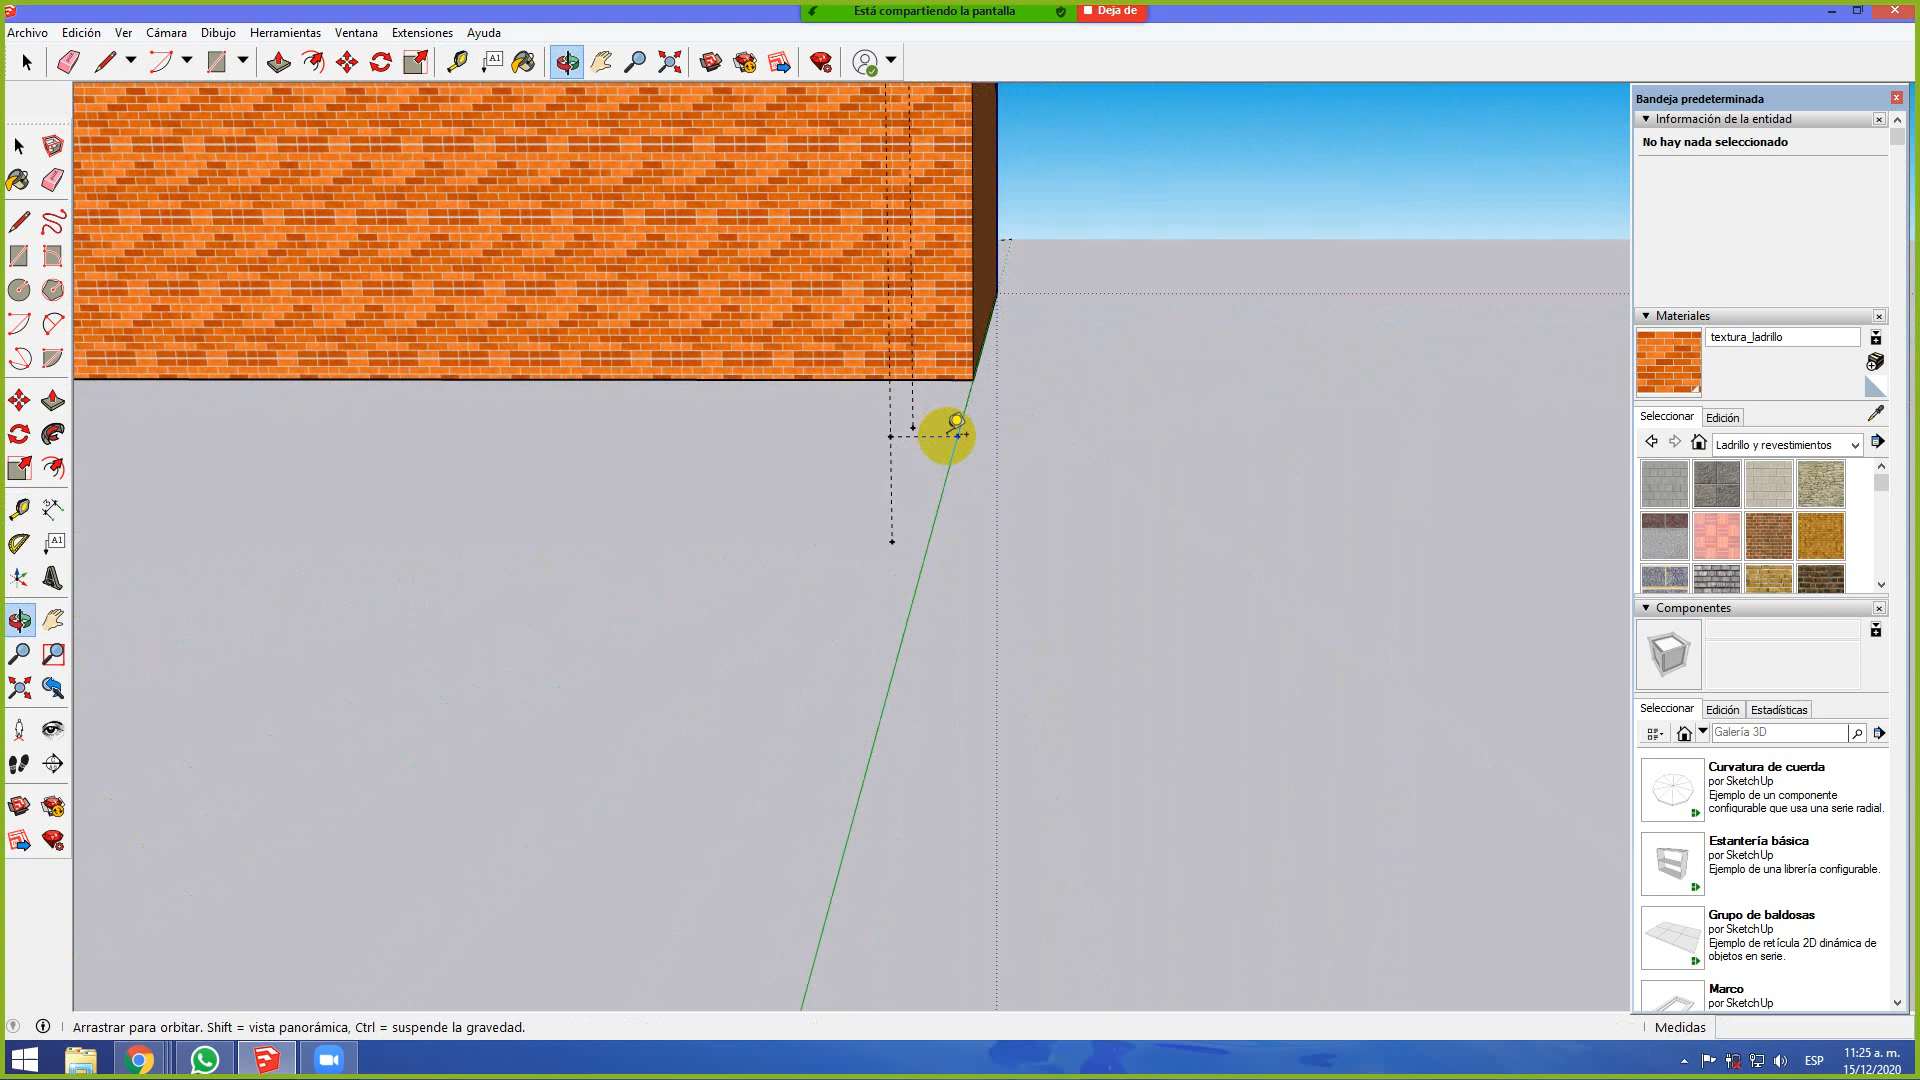 Está compartiendo la pantalla
Deja de
Archivo Edición Ver Cámara Dibujo Herramientas Ventana Extensiones Ayuda
A1
Bandeja predeterminada
Información de la entidad
No hay nada seleccionado
Materiales
textura_ladrillo
Seleccionar Edición
Ladrillo y revestimientos
A1
Componentes
Seleccionar Edición Estadísticas
Galería 3D
Curvatura de cuerda
por SketchUp
Ejemplo de un componente
configurable que usa una serie radial.
Estantería básica
por SketchUp
Ejemplo de una librería configurable.
Grupo de baldosas
por SketchUp
Ejemplo de retícula 2D dinámica de
objetos en serie.
Marco
por SketchUp
Arrastrar para orbitar. Shift = vista panorámica, Ctrl = suspende la gravedad.
Medidas
ESP
11:25 a. m.
15/12/2020